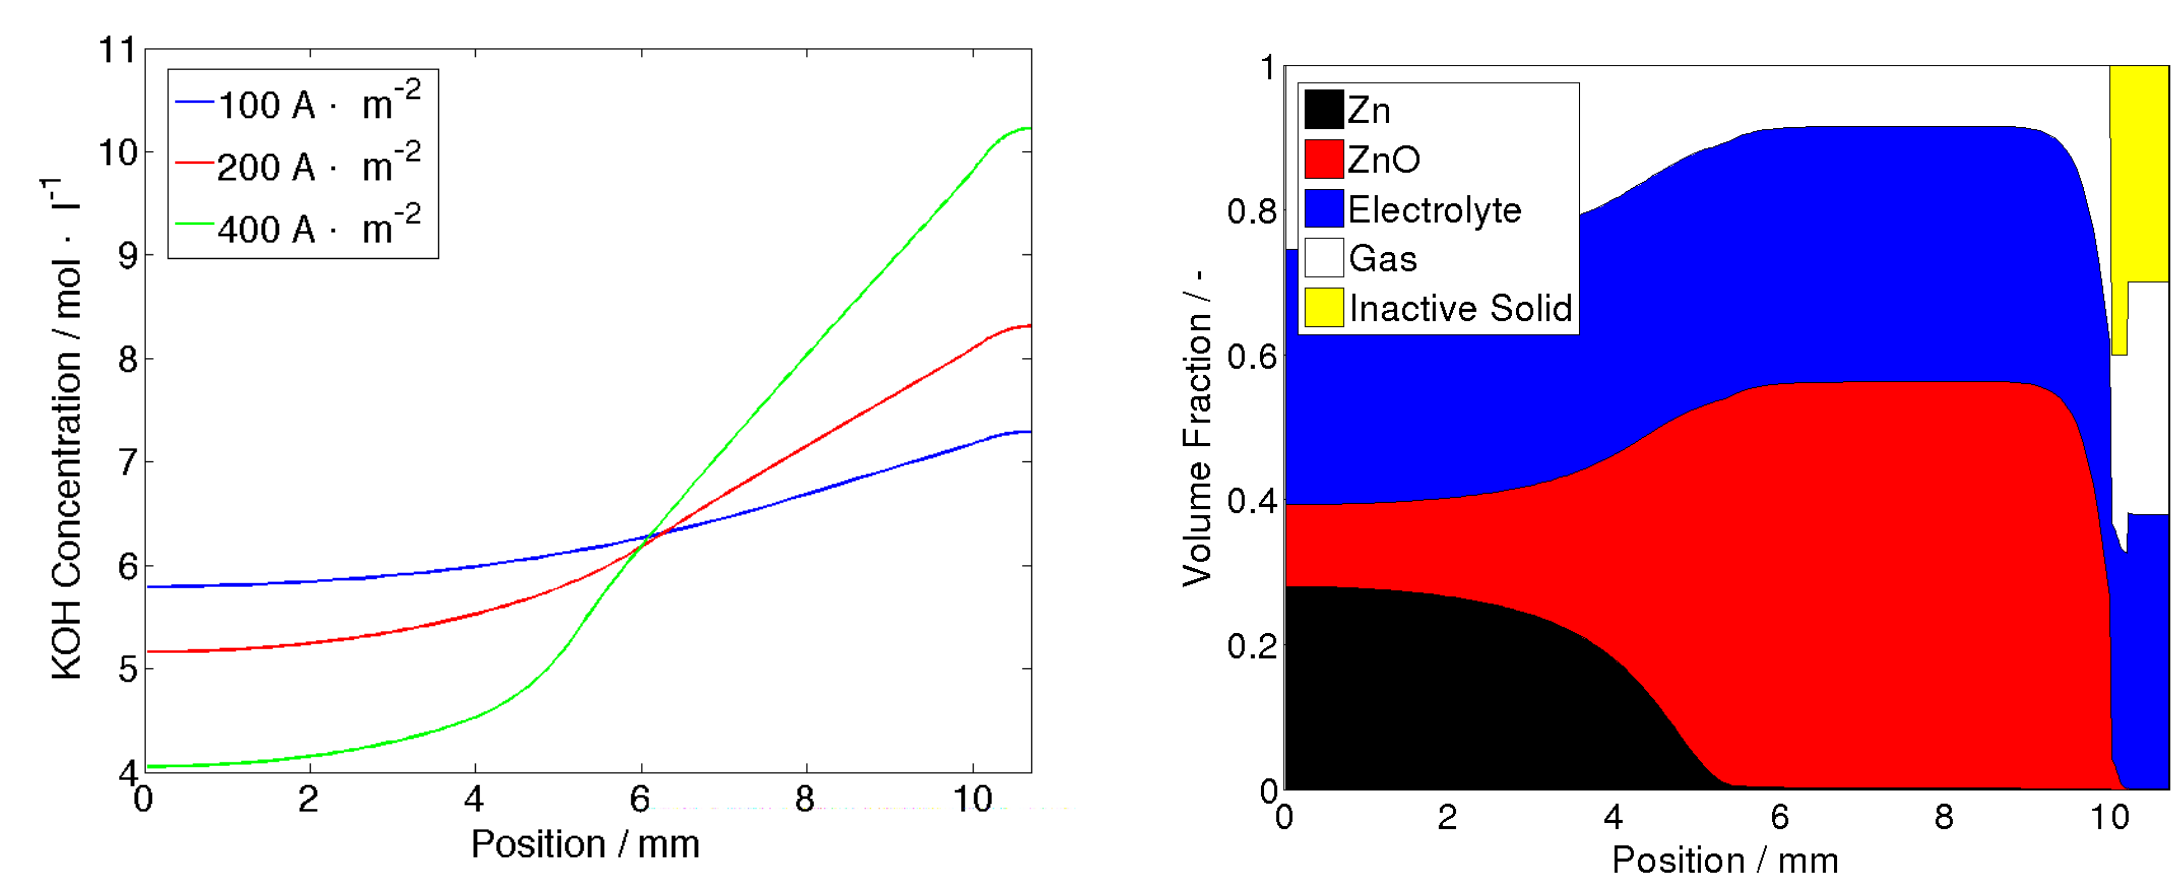 11
10
9
8
7
6
5
4
KOH Concentration / mol · l⁻¹
100 A · m⁻²
200 A · m⁻²
400 A · m⁻²
0 2 4 6 8 10
Position / mm
1
0.8
0.6
0.4
0.2
0
Volume Fraction / -
Zn
ZnO
Electrolyte
Gas
Inactive Solid
0 2 4 6 8 10
Position / mm